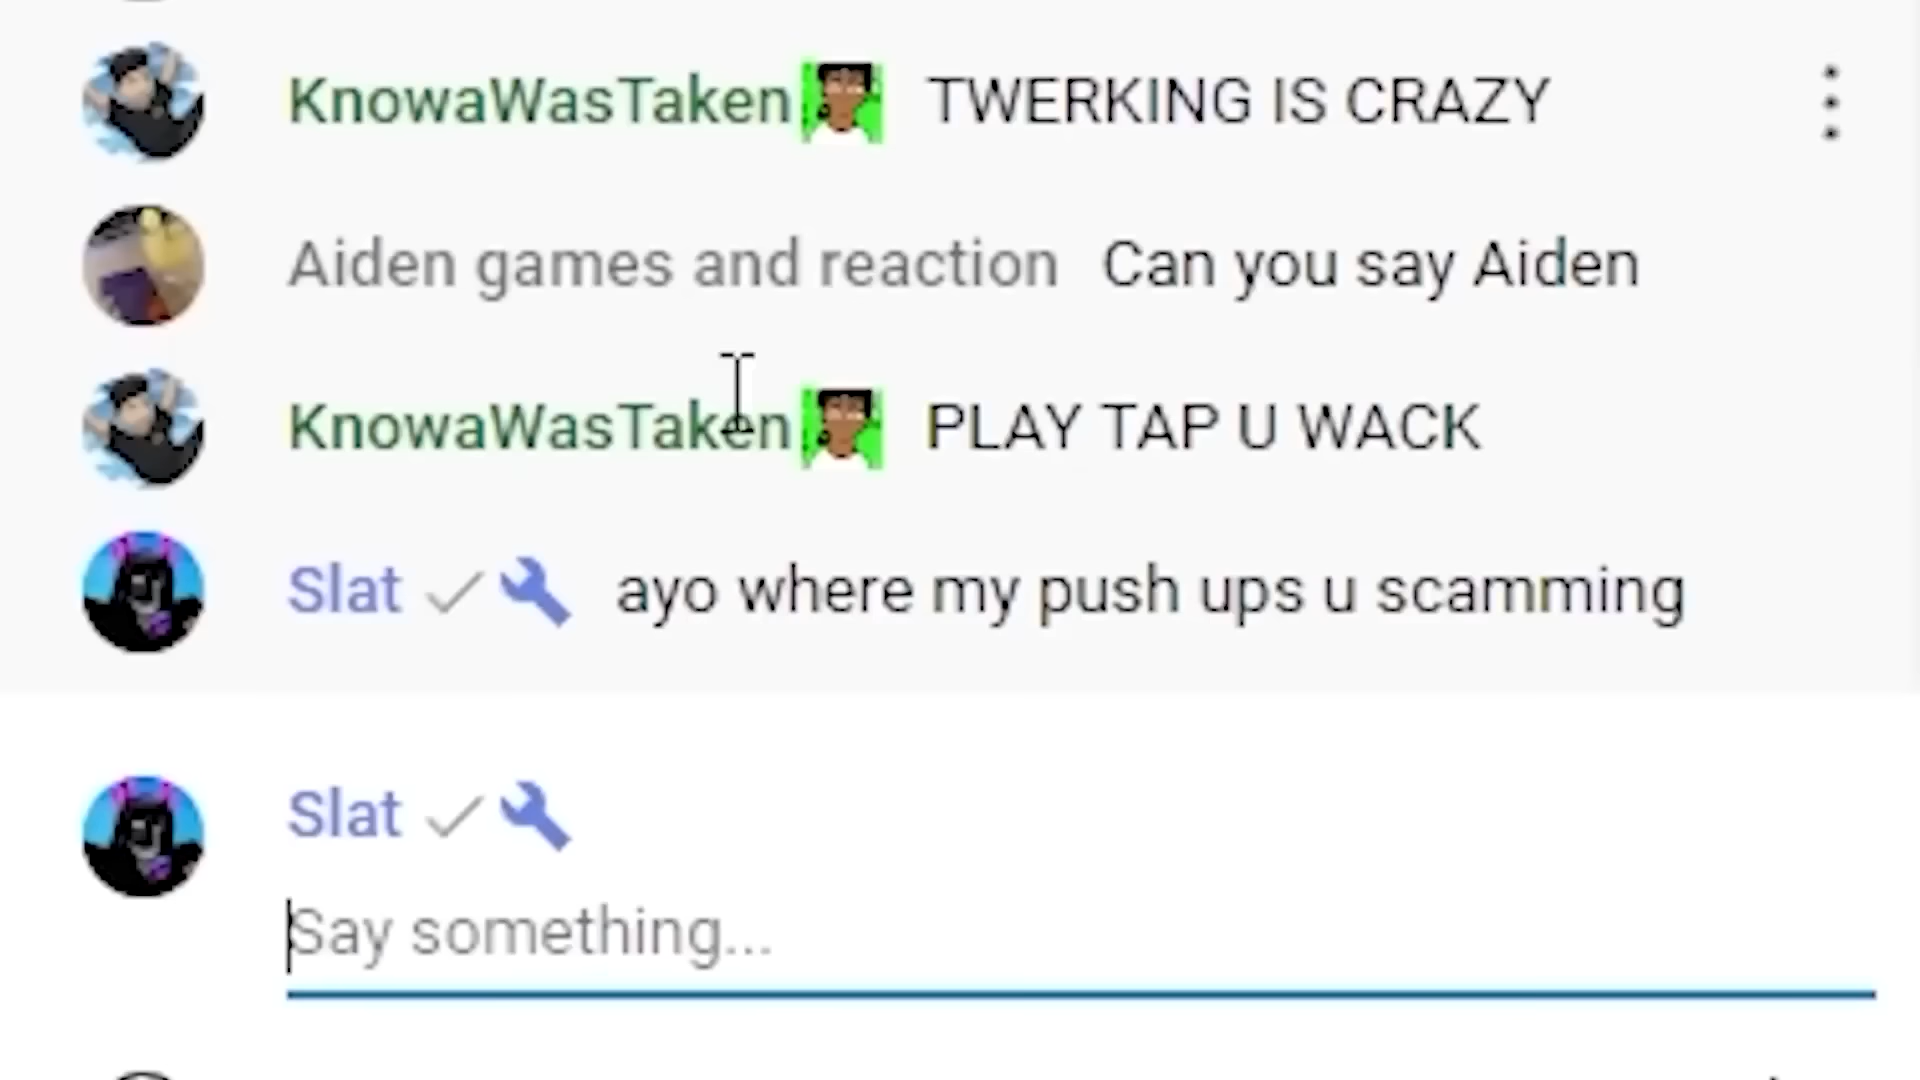 KnowaWasTaken TWERKING IS CRAZY
Aiden games and reaction Can you say Aiden
KnowaWasTaken PLAY TAP U WACK
Slat ayo where my push ups u scamming
Slat
Say something...